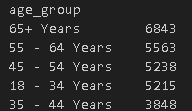 age_group
65+ Years 6843
55 - 64 Years 5563
45 - 54 Years 5238
18 - 34 Years 5215
35 - 44 Years 3848